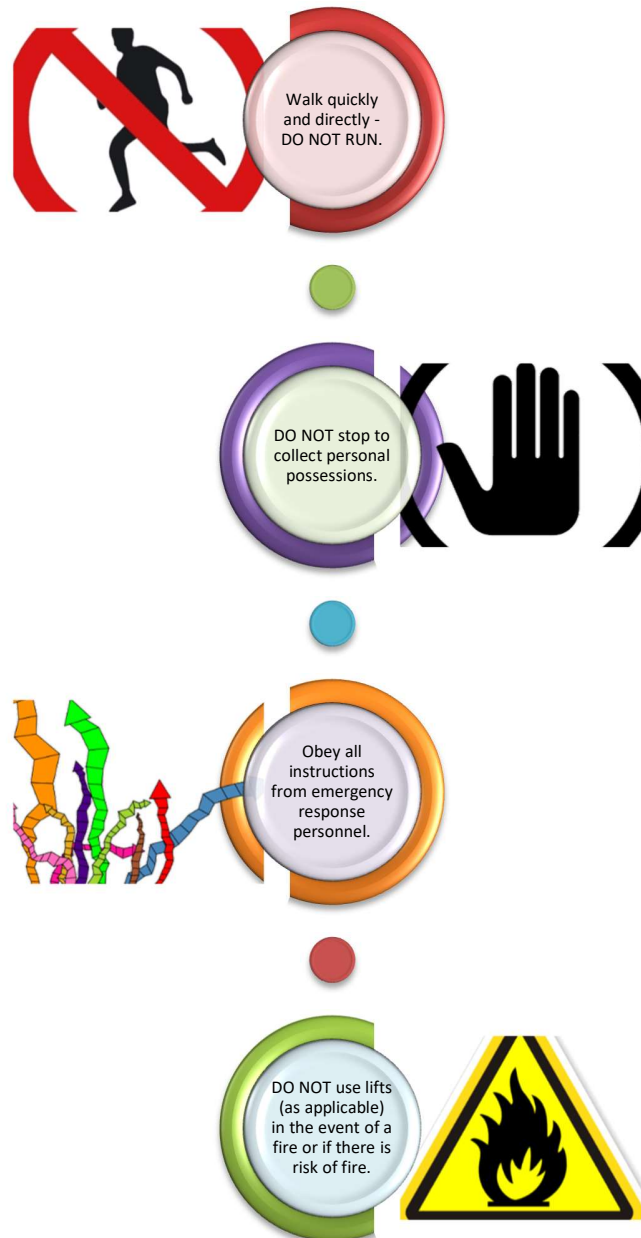 Walk quickly
and directly -
DO NOT RUN.
DO NOT stop to
collect personal
possessions.
Obey all
instructions
from emergency
response
personnel.
DO NOT use lifts
(as applicable)
in the event of a
fire or if there is
risk of fire.